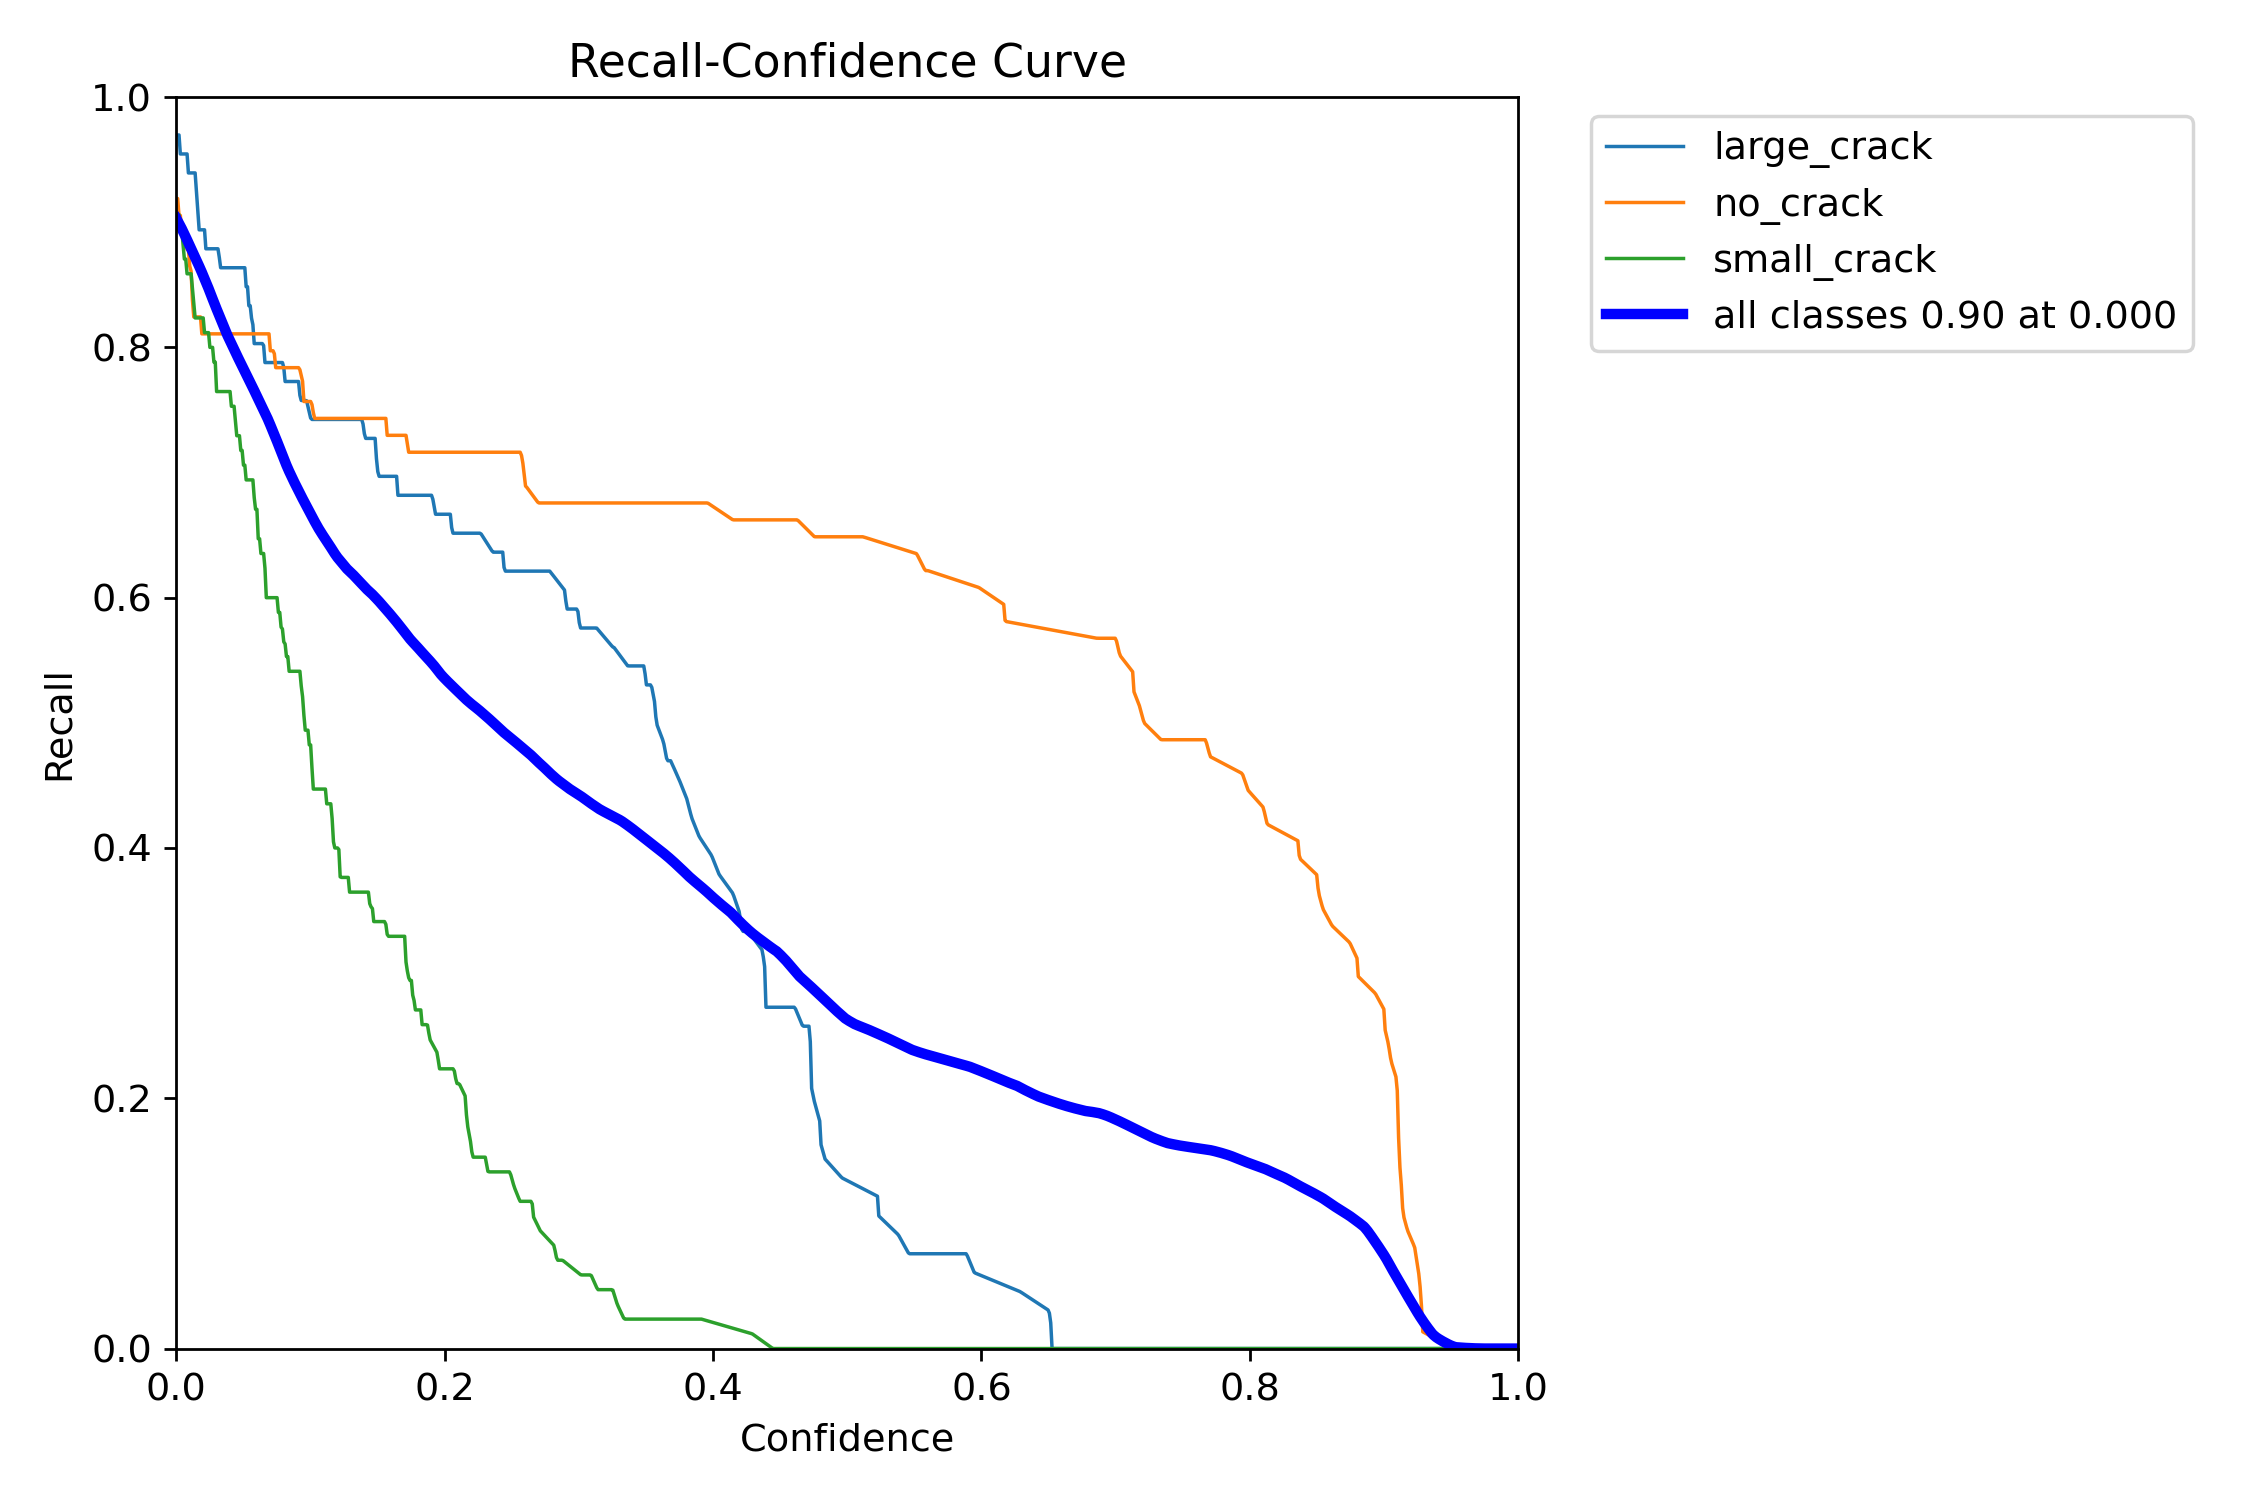 Recall-Confidence Curve
1.0
0.8
0.6
0.4
0.2
0.0
Recall
0.0 0.2 0.4 0.6 0.8 1.0
Confidence
large_crack
no_crack
small_crack
all classes 0.90 at 0.000